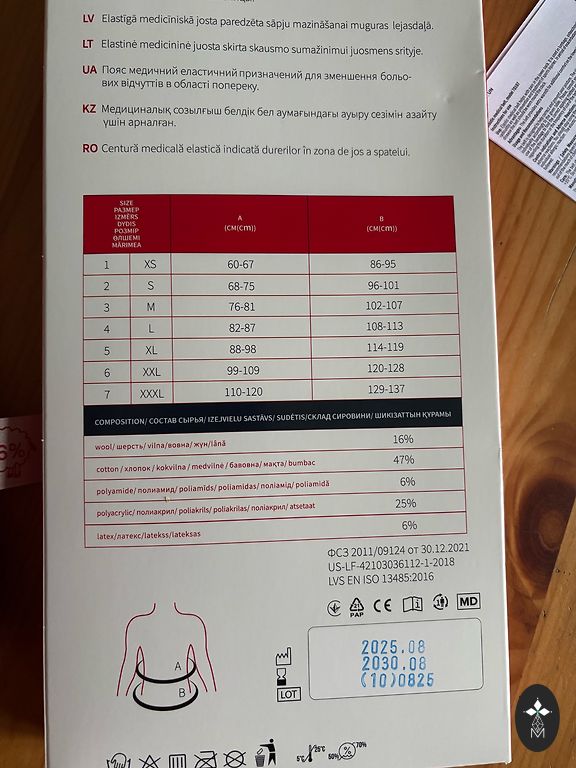 LV Elastīgā medicīniskā josta paredzēta sāpju mazināšanai muguras lejasdaļā.
LT Elastinė medicininė juosta skirta skausmo sumažinimui juosmens srityje.
UA Пояс медичний еластичний призначений для зменшення больо-
вих відчуттів в області попереку.
KZ Медициналық созылғыш белдік бел аумағындағы ауыру сезімін азайту
үшін арналған.
RO Centură medicală elastică indicată durerilor în zona de jos a spatelui.
SIZE
РАЗМЕР
IZMĒRS
DYDIS
РОЗМІР
ӨЛШЕМІ
MĂRIMEA
A
(CM(Cm))
B
(CM(Cm))
1 XS 60-67 86-95
2 S 68-75 96-101
3 M 76-81 102-107
4 L 82-87 108-113
5 XL 88-98 114-119
6 XXL 99-109 120-128
7 XXXL 110-120 129-137
COMPOSITION/ СОСТАВ СЫРЬЯ/ IZEJVIELU SASTĀVS/ SUDĖTIS/СКЛАД СИРОВИНИ/ ШИКІЗАТТЫН ҚҰРАМЫ
wool/ шерсть/ vilna/вовна/ жүн/lână 16%
cotton / хлопок / kokvilna / medvilnė / бавовна/ мақта/ bumbac 47%
polyamide/ полиамид/ poliamīds/ poliamidas/ поліамід/ poliamidă 6%
polyacrylic/ полиакрил/ poliakrils/ poliakrilas/ поліакрил/ atsetaat 25%
latex/латекс/latekss/lateksas 6%
ФСЗ 2011/09124 от 30.12.2021
US-LF-42103036112-1-2018
LVS EN ISO 13485:2016
PAP
CE
MD
A
B
LOT
2025.08
2030.08
(10)0825
5°C
25°C
50%
%
70%
6%
M